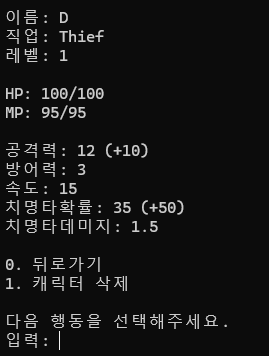 이름: D
직업: Thief
레벨: 1
HP: 100/100
MP: 95/95
공격력: 12 (+10)
방어력: 3
속도: 15
치명타확률: 35 (+50)
치명타데미지: 1.5
0. 뒤로가기
1. 캐릭터 삭제
다음 행동을 선택해주세요.
입력: